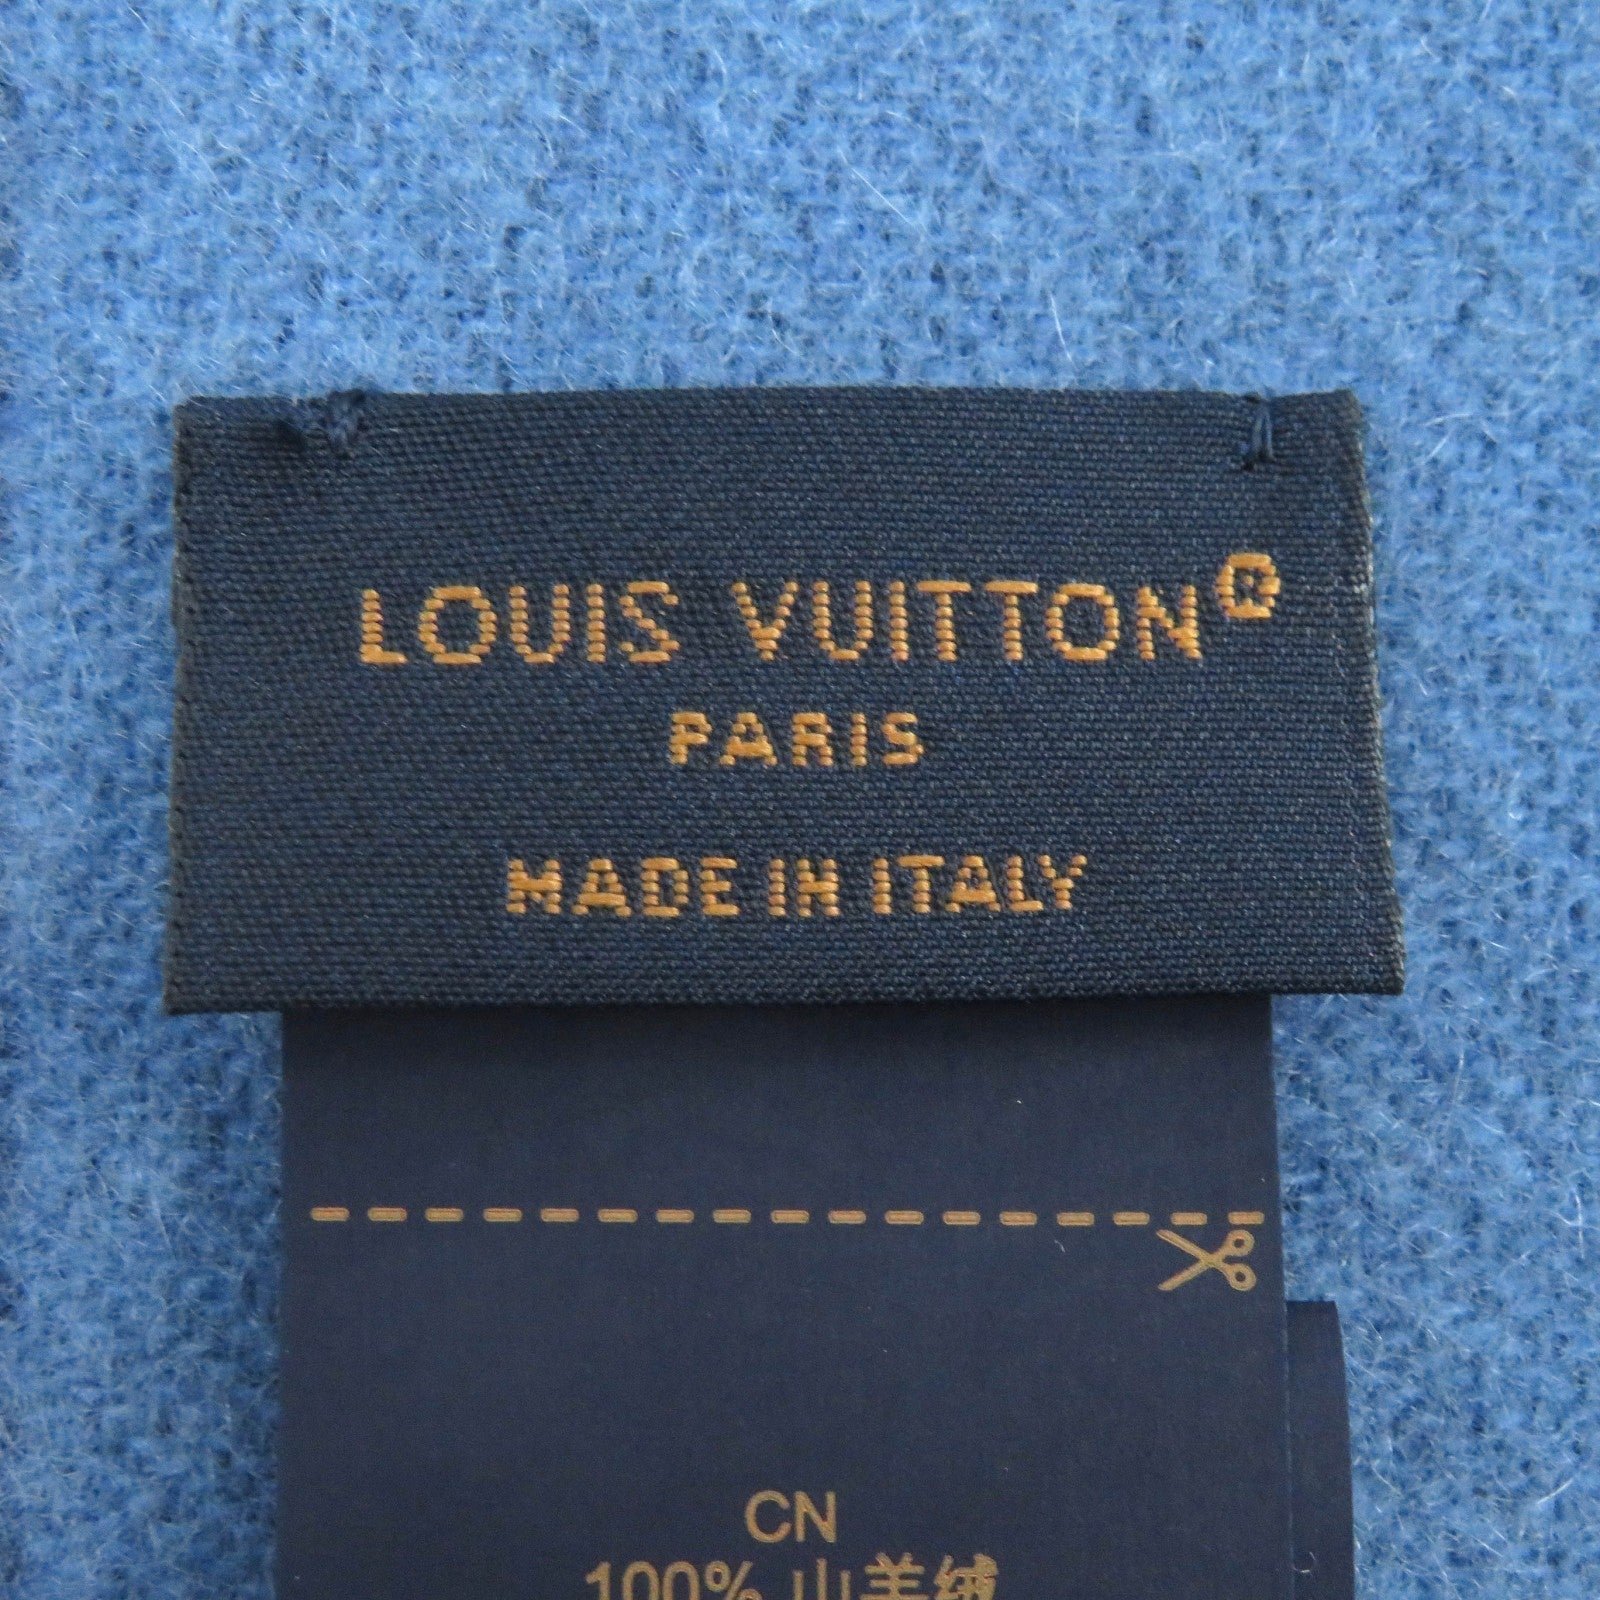 LOUIS VUITTON®
PARIS
MADE IN ITALY
CN
100% 山羊绒